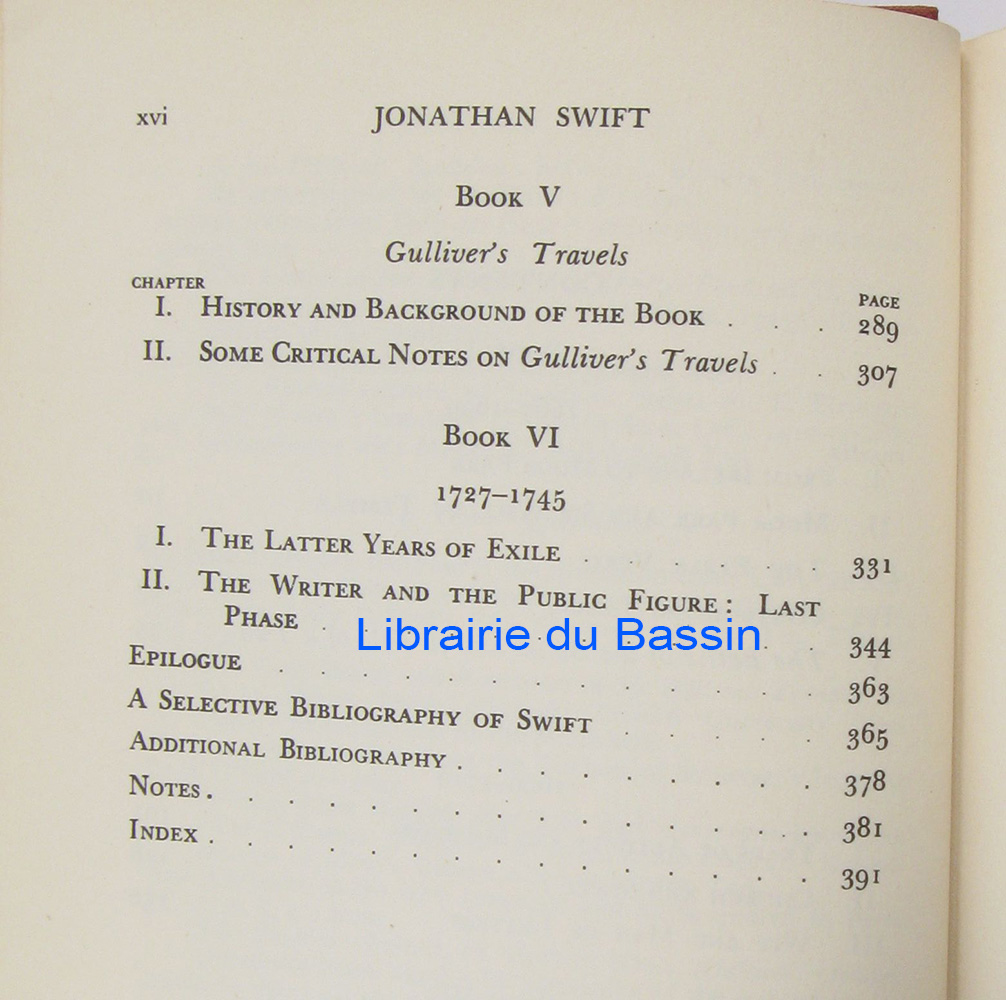 xvi JONATHAN SWIFT
BOOK V
Gulliver's Travels
CHAPTER PAGE
I. HISTORY AND BACKGROUND OF THE BOOK . . . 289
II. SOME CRITICAL NOTES ON Gulliver's Travels . . 307
BOOK VI
1727–1745
I. THE LATTER YEARS OF EXILE . . . . . . 331
II. THE WRITER AND THE PUBLIC FIGURE: LAST
PHASE . . . . . . . . . . . 344
Librairie du Bassin
EPILOGUE . . . . . . . . . . . . . 363
A SELECTIVE BIBLIOGRAPHY OF SWIFT . . . . . 365
ADDITIONAL BIBLIOGRAPHY . . . . . . . . . 378
NOTES . . . . . . . . . . . . . . . . 381
INDEX . . . . . . . . . . . . . . . 391